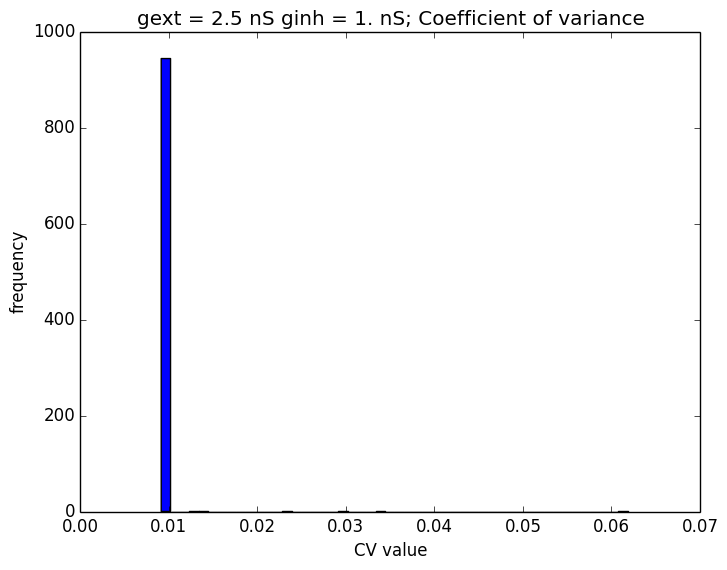 gext = 2.5 nS ginh = 1. nS; Coefficient of variance
1000
800
600
400
200
0
frequency
0.00 0.01 0.02 0.03 0.04 0.05 0.06 0.07
CV value